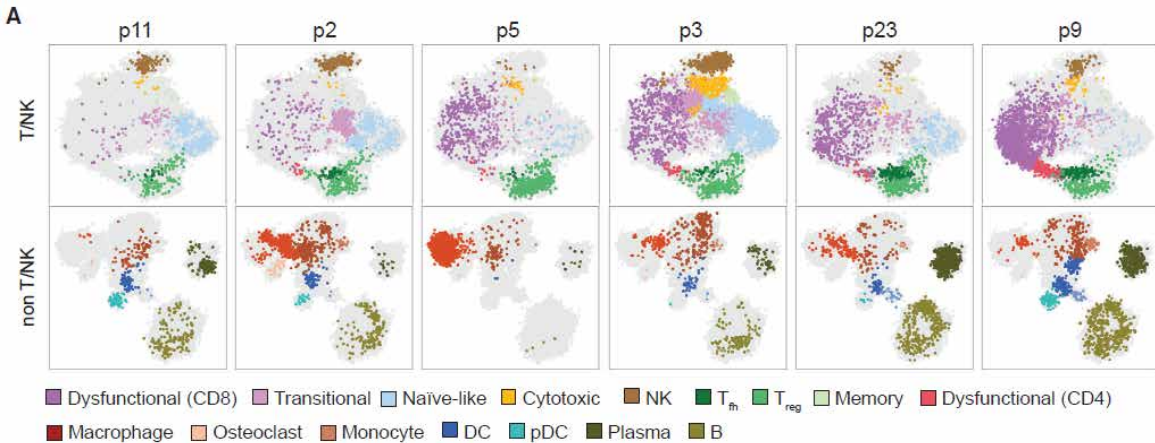 A
p11 p2 p5 p3 p23 p9
T/NK
non T/NK
Dysfunctional (CD8) Transitional Naïve-like Cytotoxic NK Tfh Treg Memory Dysfunctional (CD4)
Macrophage Osteoclast Monocyte DC pDC Plasma B